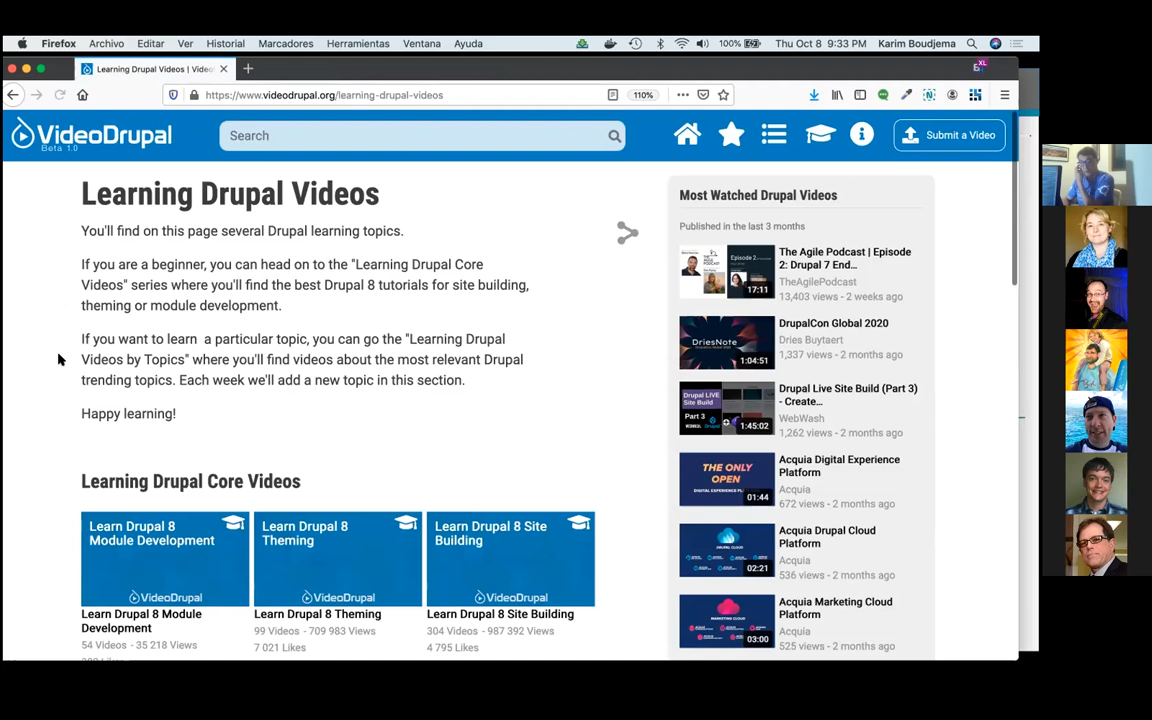 Firefox Archivo Editar Ver Historial Marcadores Herramientas Ventana Ayuda 100% Thu Oct 8 9:33 PM Karim Boudjema
Learning Drupal Videos | Video
XL
https://www.videodrupal.org/learning-drupal-videos 110%
VideoDrupal
Beta 1.0
Search
Submit a Video
Learning Drupal Videos
You'll find on this page several Drupal learning topics.
If you are a beginner, you can head on to the "Learning Drupal Core
Videos" series where you'll find the best Drupal 8 tutorials for site building,
theming or module development.
If you want to learn a particular topic, you can go the "Learning Drupal
Videos by Topics" where you'll find videos about the most relevant Drupal
trending topics. Each week we'll add a new topic in this section.
Happy learning!
Learning Drupal Core Videos
Learn Drupal 8
Module Development
VideoDrupal
Learn Drupal 8 Module
Development
54 Videos - 35 218 Views
Learn Drupal 8
Theming
VideoDrupal
Learn Drupal 8 Theming
99 Videos - 709 983 Views
7 021 Likes
Learn Drupal 8 Site
Building
VideoDrupal
Learn Drupal 8 Site Building
304 Videos - 987 392 Views
4 795 Likes
Most Watched Drupal Videos
Published in the last 3 months
THE AGILE
PODCAST
Episode 2
17:11
The Agile Podcast | Episode
2: Drupal 7 End...
TheAgilePodcast
13,403 views - 2 weeks ago
DRIESNOTE
1:04:51
DrupalCon Global 2020
Dries Buytaert
1,337 views - 2 months ago
Drupal LIVE
Site Build
Part 3
1:45:02
Drupal Live Site Build (Part 3)
- Create...
WebWash
1,262 views - 2 months ago
THE ONLY
OPEN
01:44
Acquia Digital Experience
Platform
Acquia
672 views - 2 months ago
02:21
Acquia Drupal Cloud
Platform
Acquia
536 views - 2 months ago
03:00
Acquia Marketing Cloud
Platform
Acquia
525 views - 2 months ago